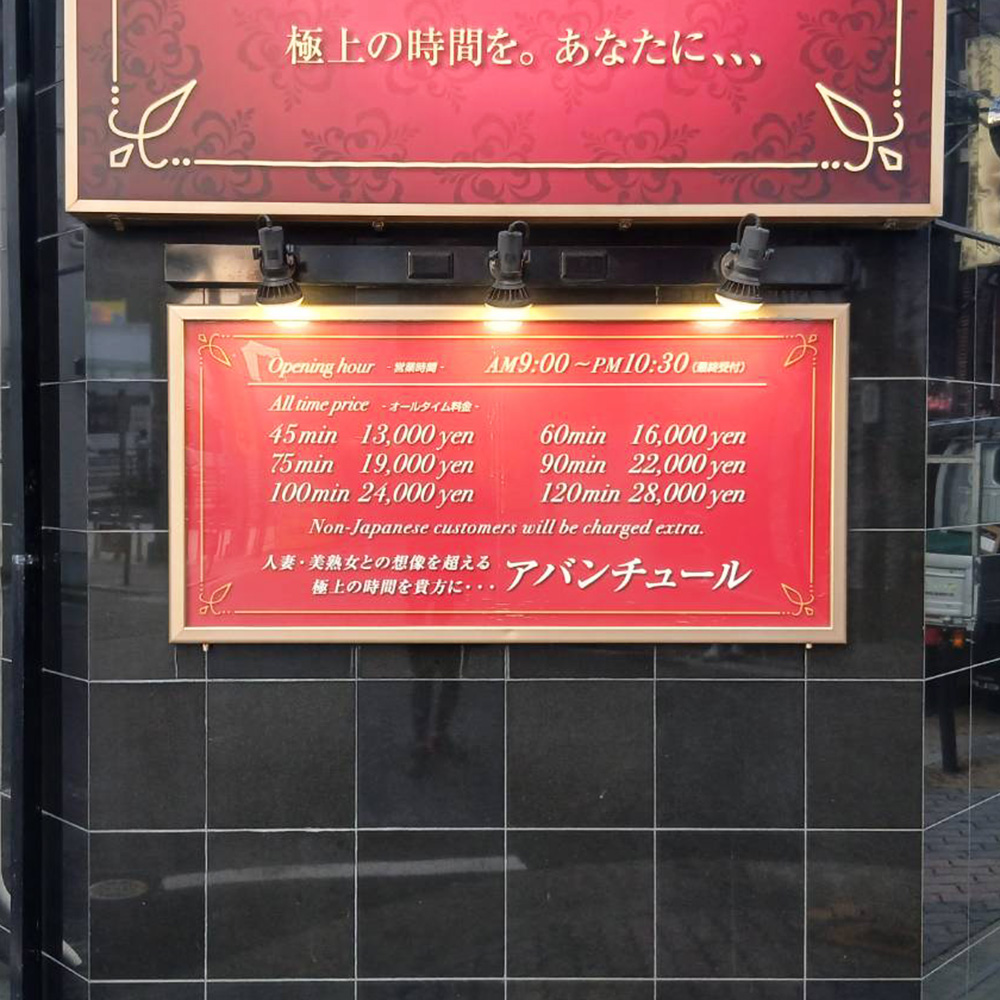 極上の時間を。あなたに、、、
Opening hour -営業時間- AM9:00~PM10:30(最終受付)
All time price -オールタイム料金-
45min 13,000yen 60min 16,000yen
75min 19,000yen 90min 22,000yen
100min 24,000yen 120min 28,000yen
Non-Japanese customers will be charged extra.
人妻・美熟女との想像を超える
極上の時間を貴方に・・・ アバンチュール